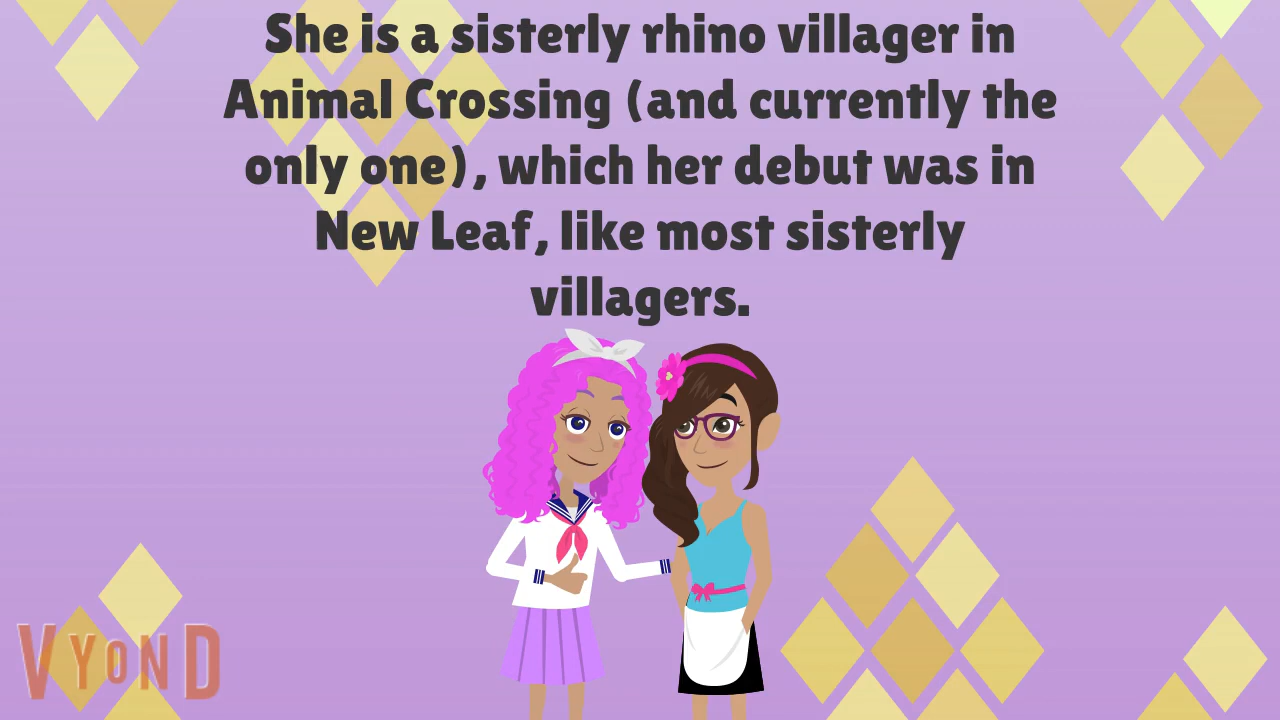 She is a sisterly rhino villager in
Animal Crossing (and currently the
only one), which her debut was in
New Leaf, like most sisterly
villagers.
VYOND